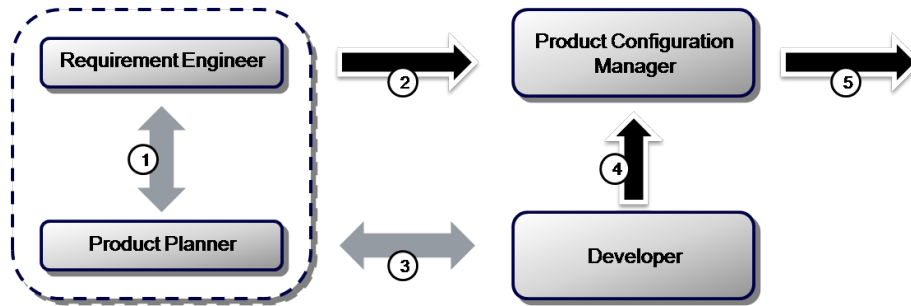 Requirement Engineer
Product Configuration
Manager
2
5
1
4
Product Planner
3
Developer